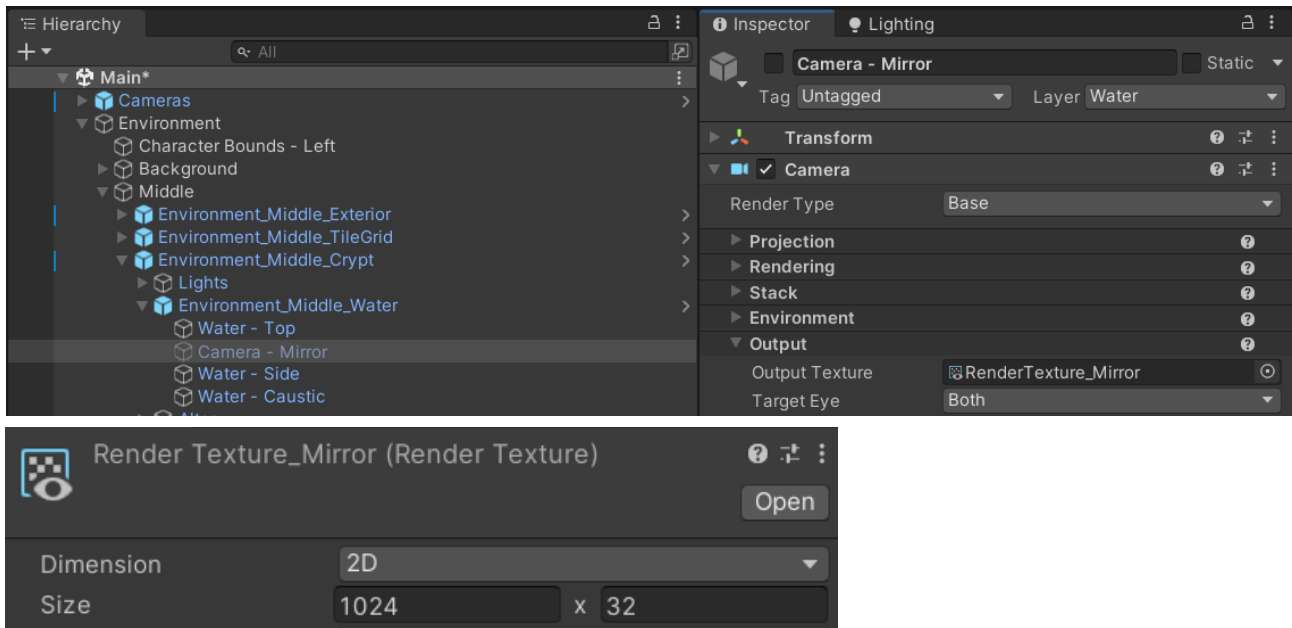 Hierarchy
All
Main*
Cameras
Environment
Character Bounds - Left
Background
Middle
Environment_Middle_Exterior
Environment_Middle_TileGrid
Environment_Middle_Crypt
Lights
Environment_Middle_Water
Water - Top
Camera - Mirror
Water - Side
Water - Caustic
Inspector Lighting
Camera - Mirror Static
Tag Untagged Layer Water
Transform
Camera
Render Type Base
Projection
Rendering
Stack
Environment
Output
Output Texture RenderTexture_Mirror
Target Eye Both
Render Texture_Mirror (Render Texture)
Open
Dimension 2D
Size 1024 x 32